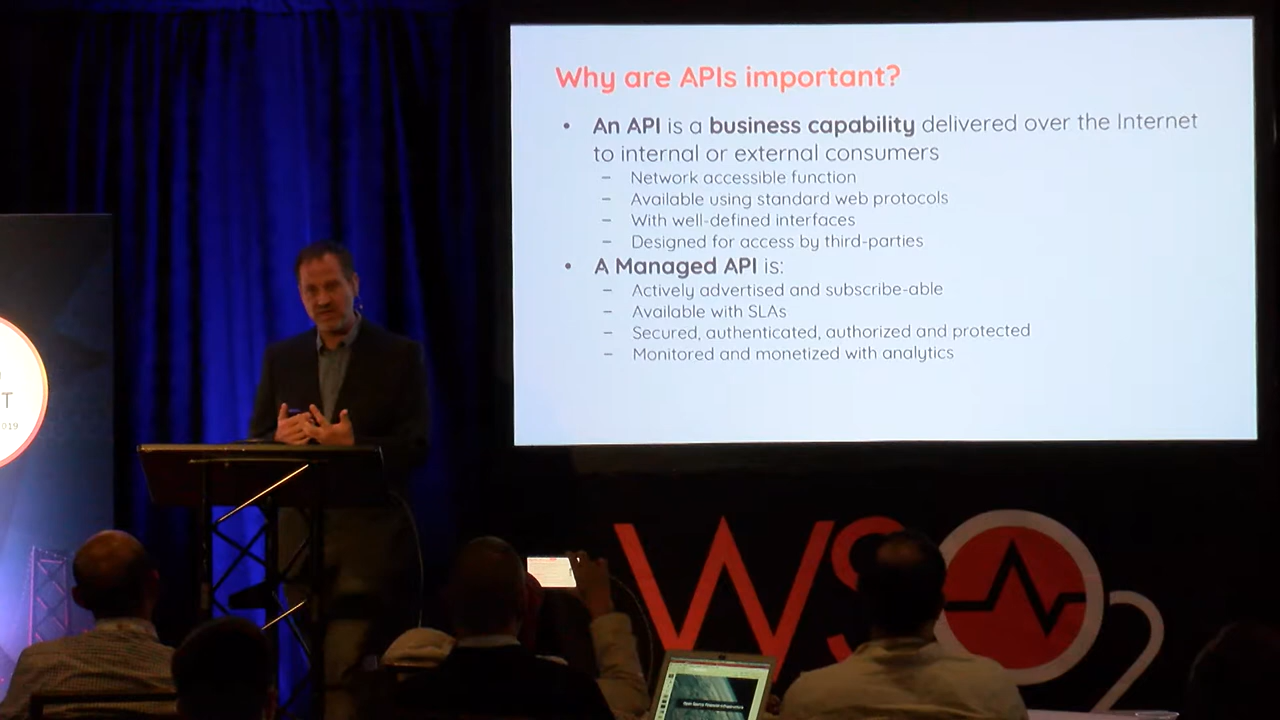 Why are APIs important?
• An API is a business capability delivered over the Internet
to internal or external consumers
– Network accessible function
– Available using standard web protocols
– With well-defined interfaces
– Designed for access by third-parties
• A Managed API is:
– Actively advertised and subscribe-able
– Available with SLAs
– Secured, authenticated, authorized and protected
– Monitored and monetized with analytics
T
019
WSO2